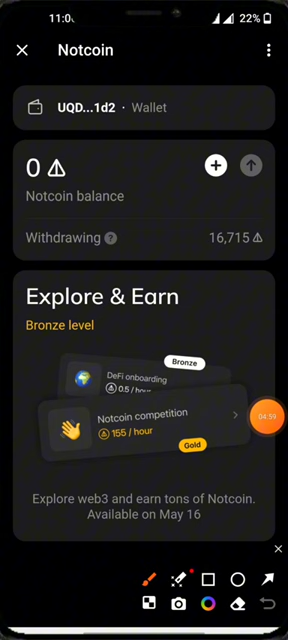 11:0
22%
Notcoin
UQD...1d2 · Wallet
0
Notcoin balance
Withdrawing ?
16,715
Explore & Earn
Bronze level
Bronze
DeFi onboarding
0.5 / hour
Notcoin competition
155 / hour
Gold
04:59
Explore web3 and earn tons of Notcoin.
Available on May 16